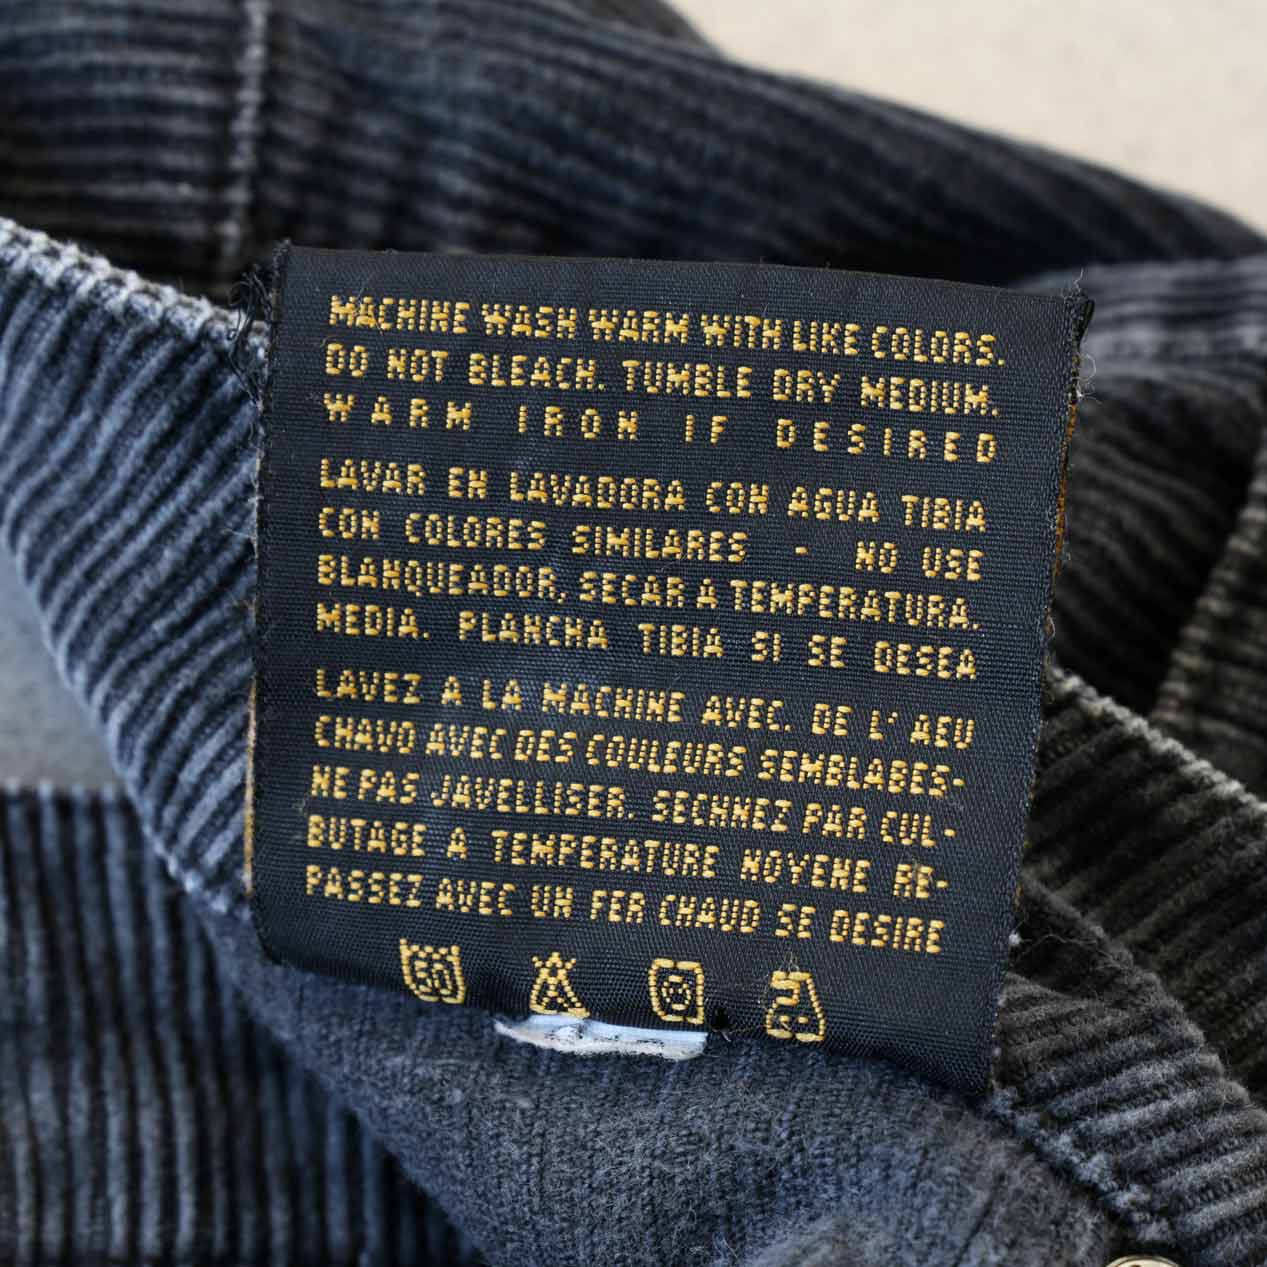 MACHINE WASH WARM WITH LIKE COLORS.
DO NOT BLEACH. TUMBLE DRY MEDIUM.
WARM IRON IF DESIRED
LAVAR EN LAVADORA CON AGUA TIBIA
CON COLORES SIMILARES - NO USE
BLANQUEADOR, SECAR A TEMPERATURA.
MEDIA. PLANCHA TIBIA SI SE DESEA
LAVEZ A LA MACHINE AVEC. DE L' AEU
CHAVO AVEC DES COULEURS SEMBLABES-
NE PAS JAVELLISER. SECHNEZ PAR CUL-
BUTAGE A TEMPERATURE NOYENE RE-
PASSEZ AVEC UN FER CHAUD SE DESIRE
50